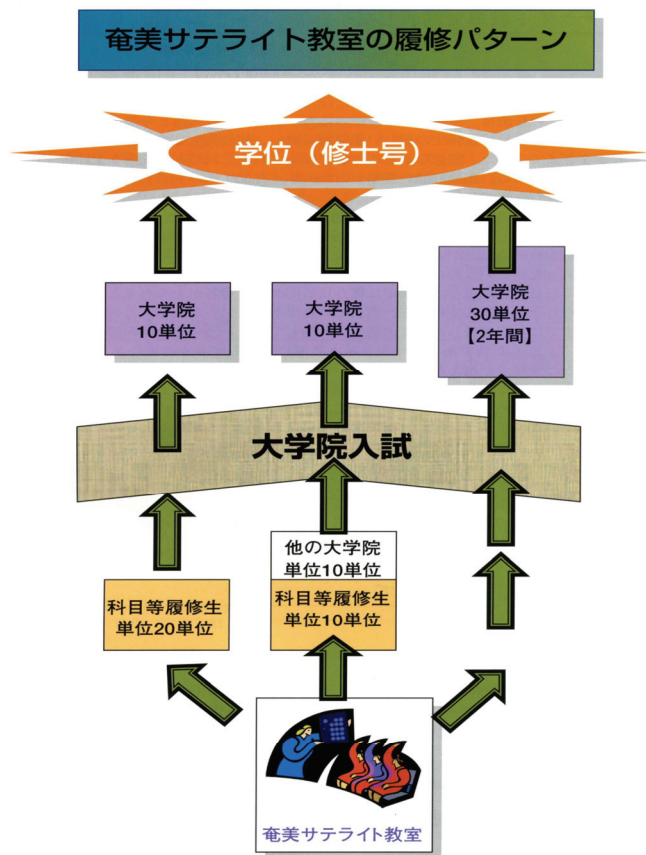 奄美サテライト教室の履修パターン
学位（修士号）
大学院
10単位
大学院
10単位
大学院
30単位
【2年間】
大学院入試
他の大学院
単位10単位
科目等履修生
単位20単位
科目等履修生
単位10単位
奄美サテライト教室